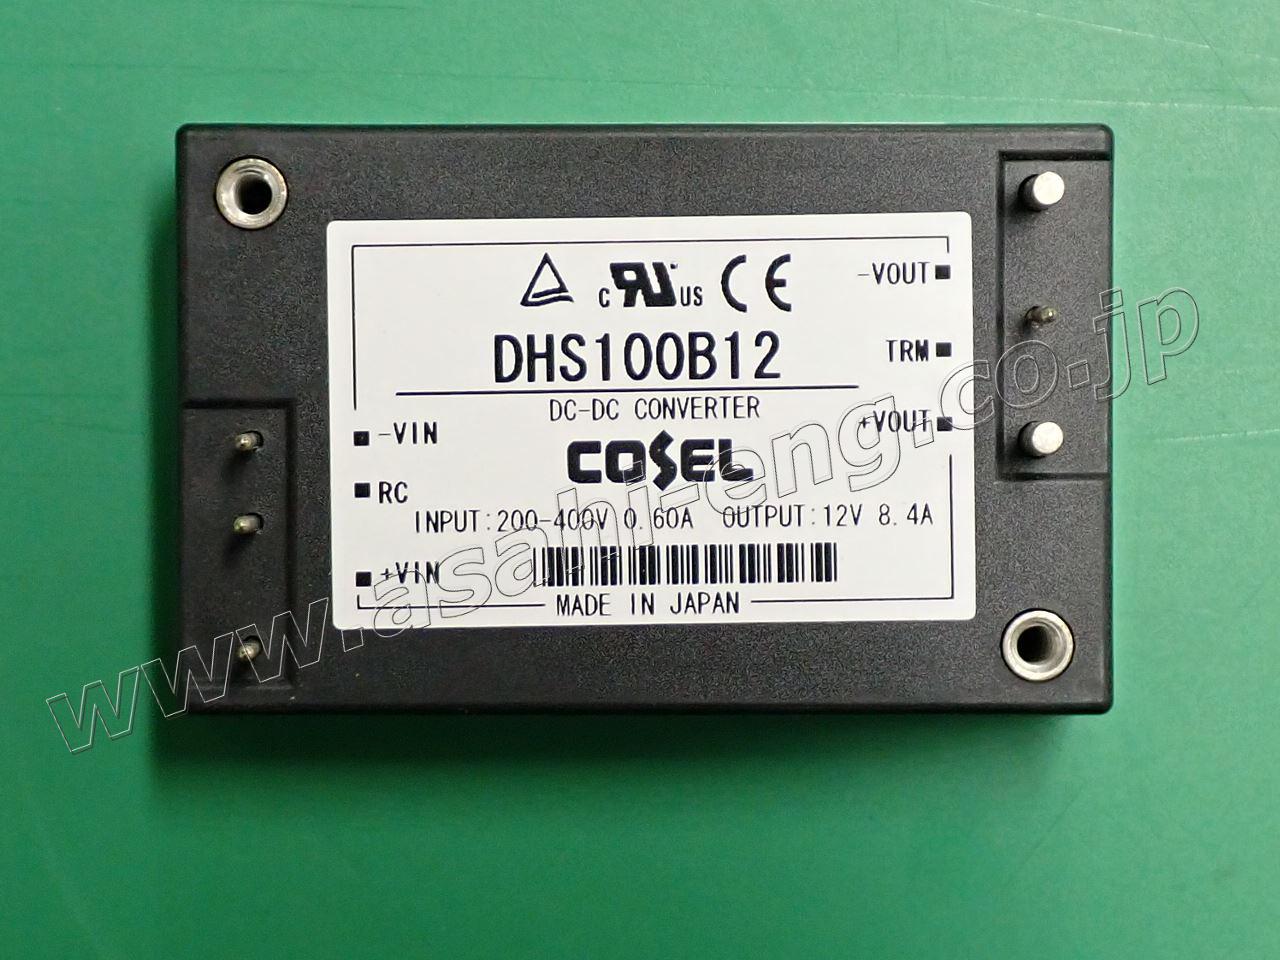 c RU US CE
DHS100B12
DC-DC CONVERTER
COSEL
INPUT:200-400V 0.60A OUTPUT:12V 8.4A
MADE IN JAPAN
-VIN
RC
+VIN
-VOUT
TRM
+VOUT
www.asahi-eng.co.jp